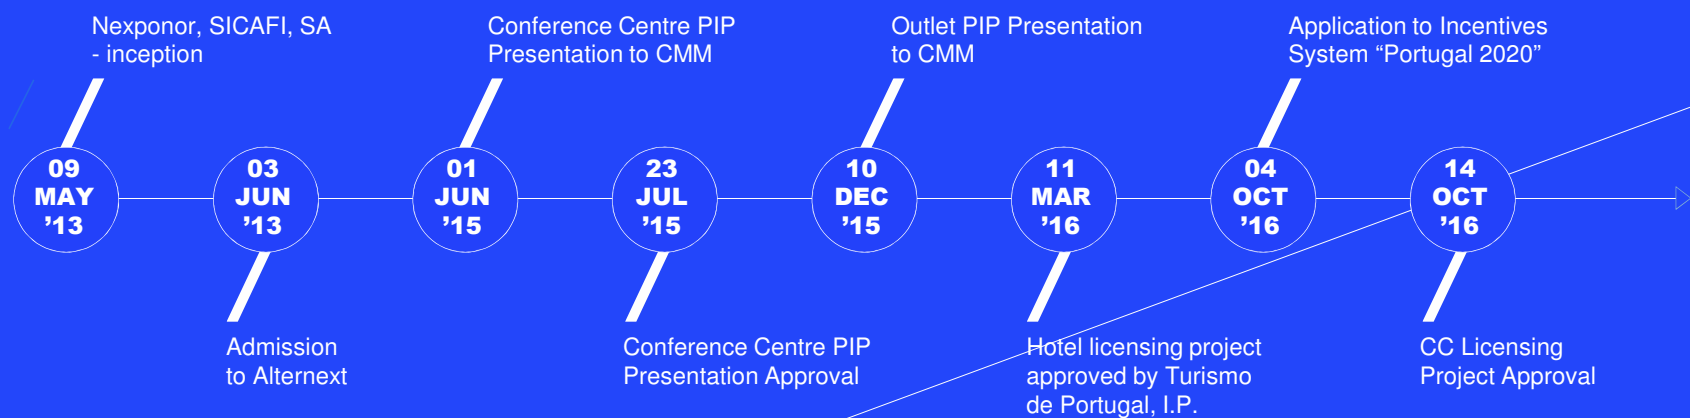 Nexponor, SICAFI, SA
- inception
Conference Centre PIP
Presentation to CMM
Outlet PIP Presentation
to CMM
Application to Incentives
System “Portugal 2020”
09
MAY
’13
03
JUN
’13
01
JUN
’15
23
JUL
’15
10
DEC
’15
11
MAR
’16
04
OCT
’16
14
OCT
’16
Admission
to Alternext
Conference Centre PIP
Presentation Approval
Hotel licensing project
approved by Turismo
de Portugal, I.P.
CC Licensing
Project Approval